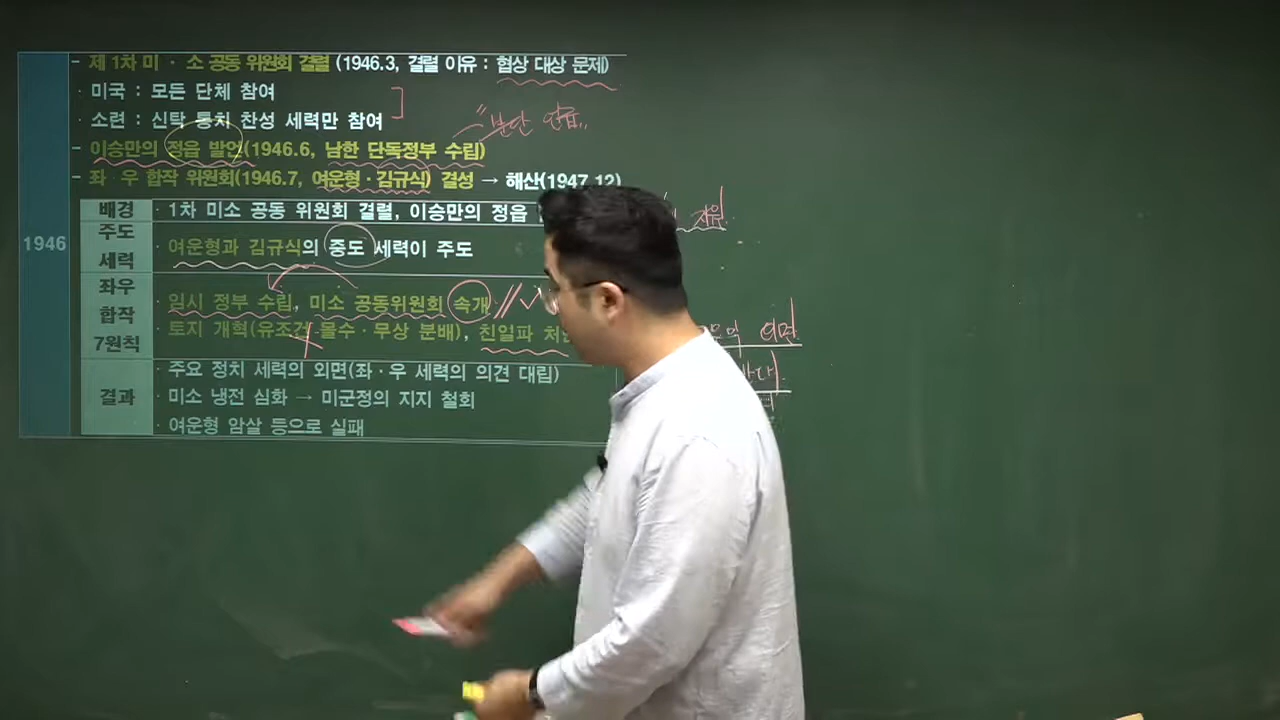 - 제 1차 미 · 소 공동 위원회 결렬 (1946.3, 결렬 이유 : 협상 대상 문제)
· 미국 : 모든 단체 참여
· 소련 : 신탁 통치 찬성 세력만 참여
"분단
- 이승만의 정읍 발언(1946.6, 남한 단독정부 수립)
- 좌 · 우 합작 위원회(1946.7, 여운형 · 김규식) 결성 → 해산(1947.12)
1946
배경
· 1차 미소 공동 위원회 결렬, 이승만의 정읍
주도
세력
· 여운형과 김규식의 중도 세력이 주도
좌우
합작
7원칙
· 임시 정부 수립, 미소 공동위원회 속개
· 토지 개혁(유조건 몰수 · 무상 분배), 친일파
결과
· 주요 정치 세력의 외면(좌 · 우 세력의 의견 대립)
· 미소 냉전 심화 → 미군정의 지지 철회
· 여운형 암살 등으로 실패